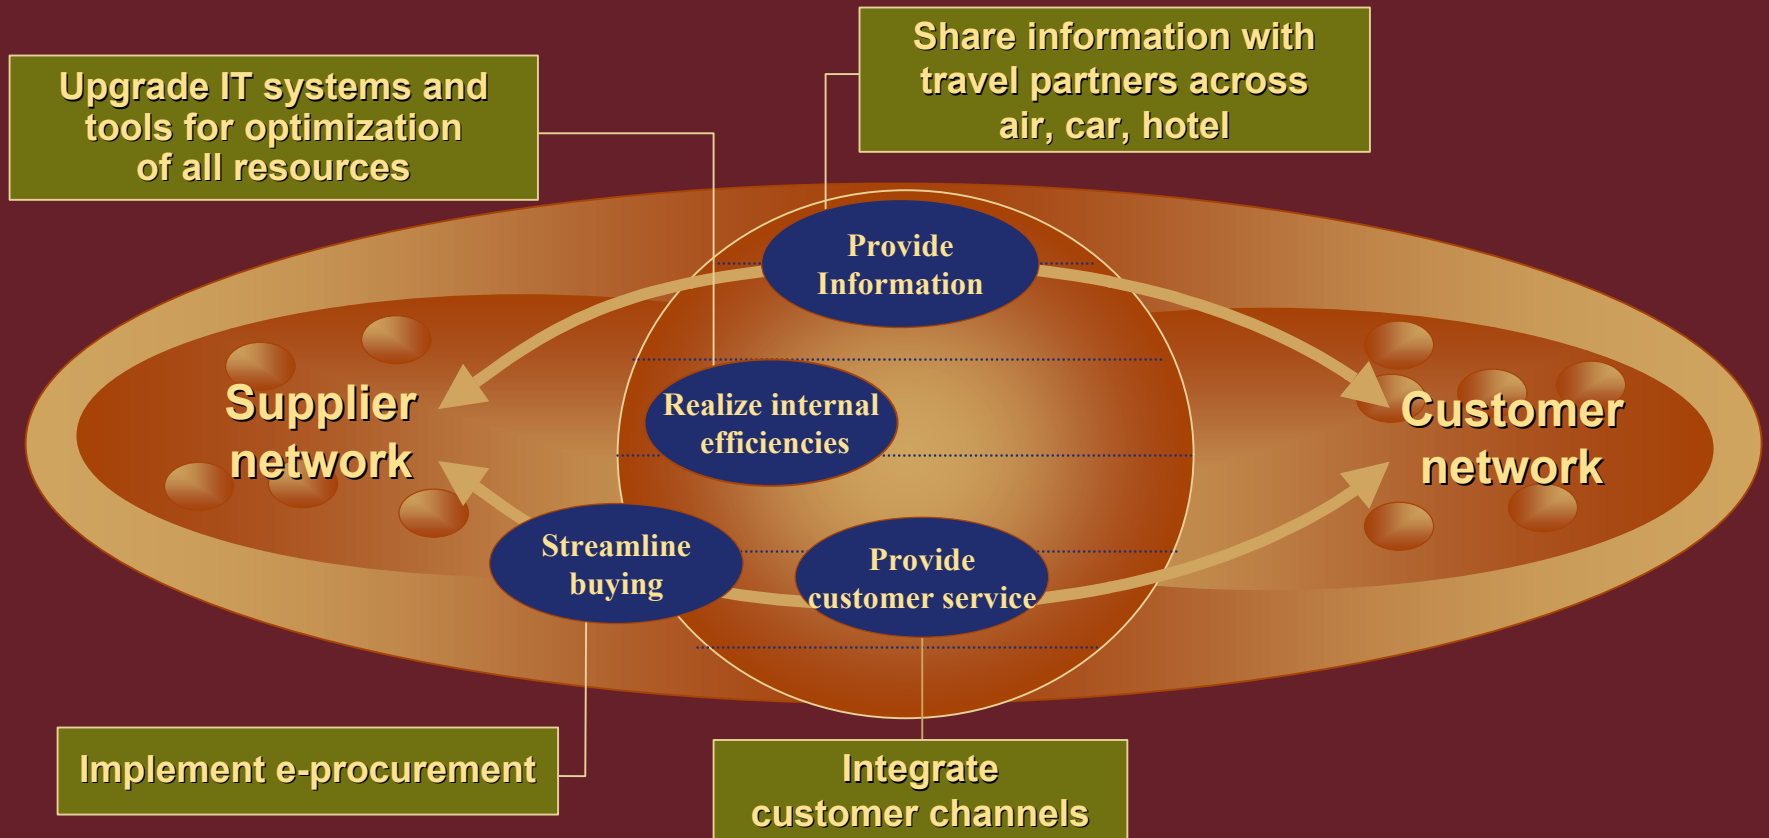 Upgrade IT systems and
tools for optimization
of all resources
Share information with
travel partners across
air, car, hotel
Provide
Information
Supplier
network
Realize internal
efficiencies
Customer
network
Streamline
buying
Provide
customer service
Implement e-procurement
Integrate
customer channels